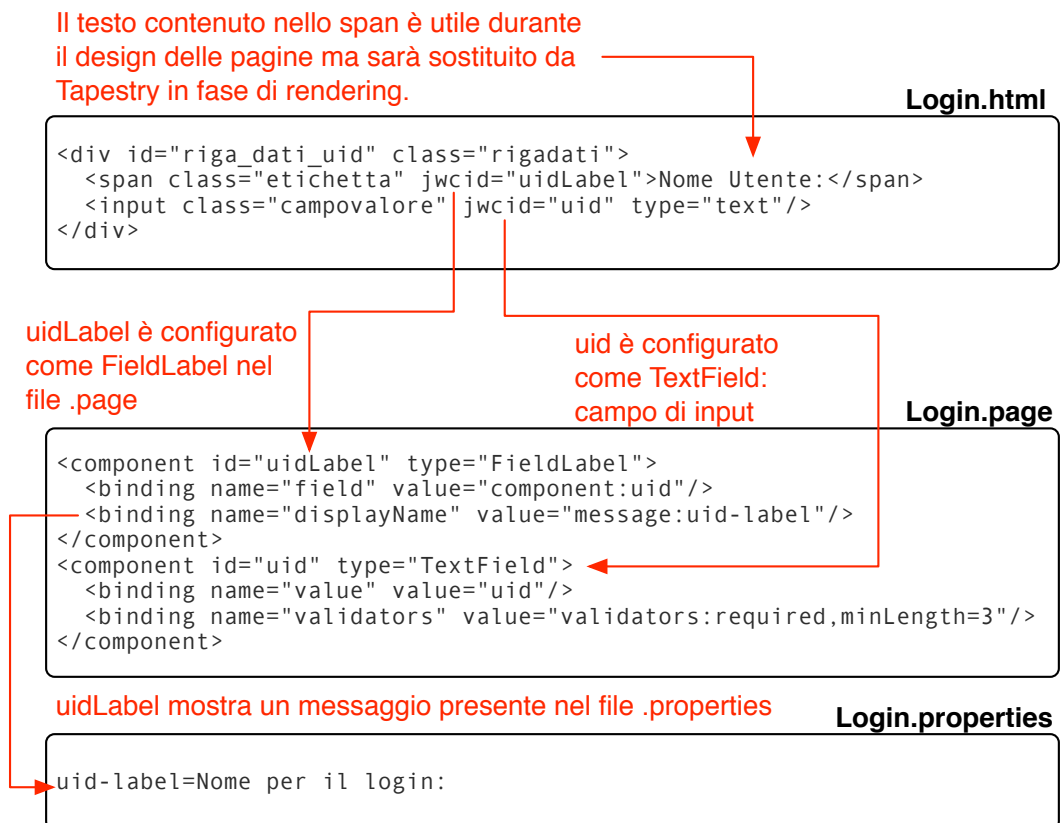 Il testo contenuto nello span è utile durante
il design delle pagine ma sarà sostituito da
Tapestry in fase di rendering.
Login.html
<div id="riga_dati_uid" class="rigadati">
  <span class="etichetta" jwcid="uidLabel">Nome Utente:</span>
  <input class="campovalore" jwcid="uid" type="text"/>
</div>
uidLabel è configurato
come FieldLabel nel
file .page
uid è configurato
come TextField:
campo di input
Login.page
<component id="uidLabel" type="FieldLabel">
  <binding name="field" value="component:uid"/>
  <binding name="displayName" value="message:uid-label"/>
</component>
<component id="uid" type="TextField">
  <binding name="value" value="uid"/>
  <binding name="validators" value="validators:required,minLength=3"/>
</component>
uidLabel mostra un messaggio presente nel file .properties
Login.properties
uid-label=Nome per il login: